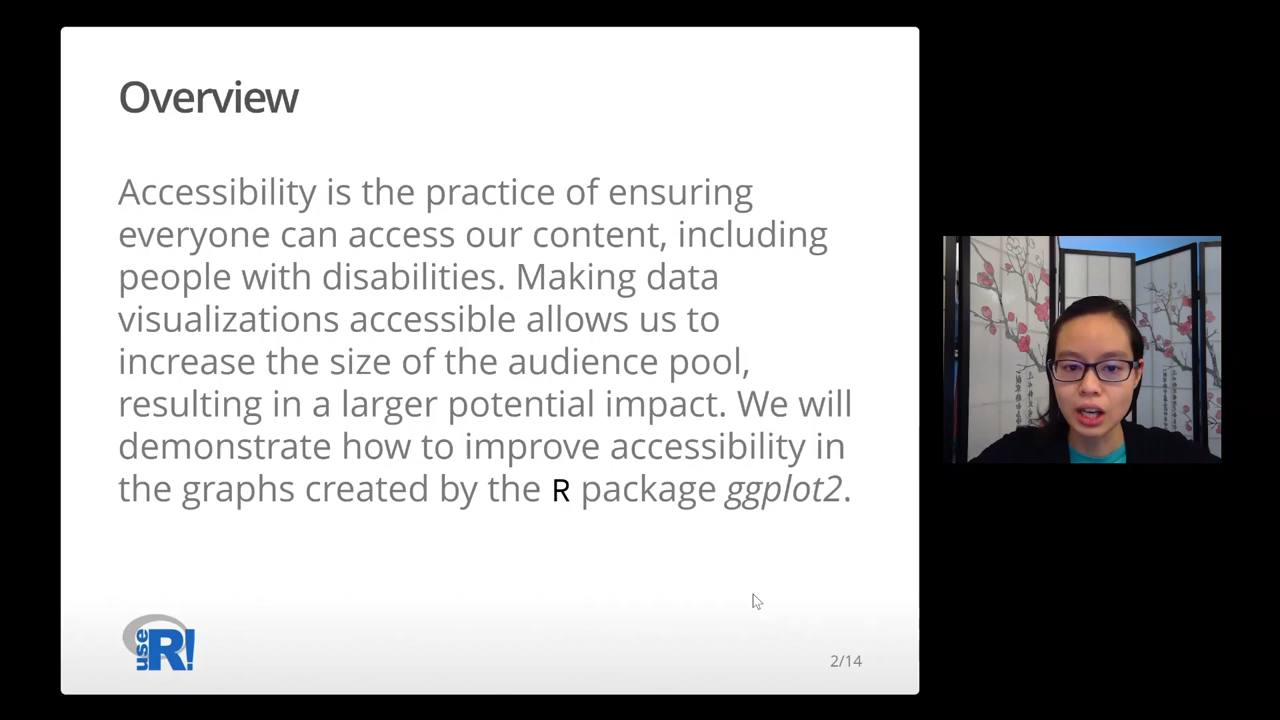 Overview
Accessibility is the practice of ensuring
everyone can access our content, including
people with disabilities. Making data
visualizations accessible allows us to
increase the size of the audience pool,
resulting in a larger potential impact. We will
demonstrate how to improve accessibility in
the graphs created by the R package ggplot2.
use R!
2/14